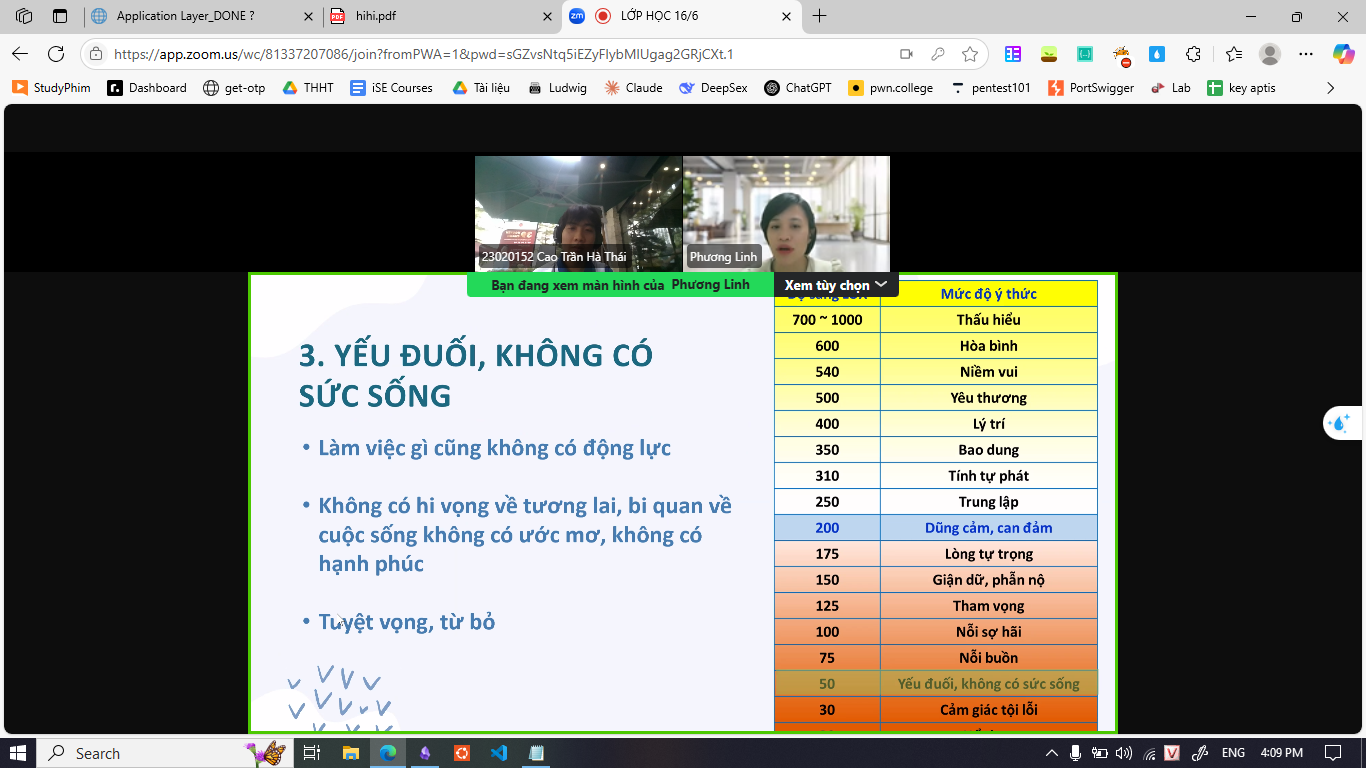 Application Layer_DONE ?
hihi.pdf
LỚP HỌC 16/6
https://app.zoom.us/wc/81337207086/join?fromPWA=1&pwd=sGZvsNtq5iEZyFlybMlUgag2GRjCXt.1
StudyPhim
Dashboard
get-otp
THHT
iSE Courses
Tài liệu
Ludwig
Claude
DeepSex
ChatGPT
pwn.college
pentest101
PortSwigger
Lab
key aptis
23020152 Cao Trần Hà Thái
Phương Linh
Bạn đang xem màn hình của Phương Linh
Xem tùy chọn
3. YẾU ĐUỐI, KHÔNG CÓ
SỨC SỐNG
• Làm việc gì cũng không có động lực
• Không có hi vọng về tương lai, bi quan về
cuộc sống không có ước mơ, không có
hạnh phúc
• Tuyệt vọng, từ bỏ
Mức độ ý thức
700 ~ 1000 Thấu hiểu
600 Hòa bình
540 Niềm vui
500 Yêu thương
400 Lý trí
350 Bao dung
310 Tính tự phát
250 Trung lập
200 Dũng cảm, can đảm
175 Lòng tự trọng
150 Giận dữ, phẫn nộ
125 Tham vọng
100 Nỗi sợ hãi
75 Nỗi buồn
50 Yếu đuối, không có sức sống
30 Cảm giác tội lỗi
Search
ENG
4:09 PM